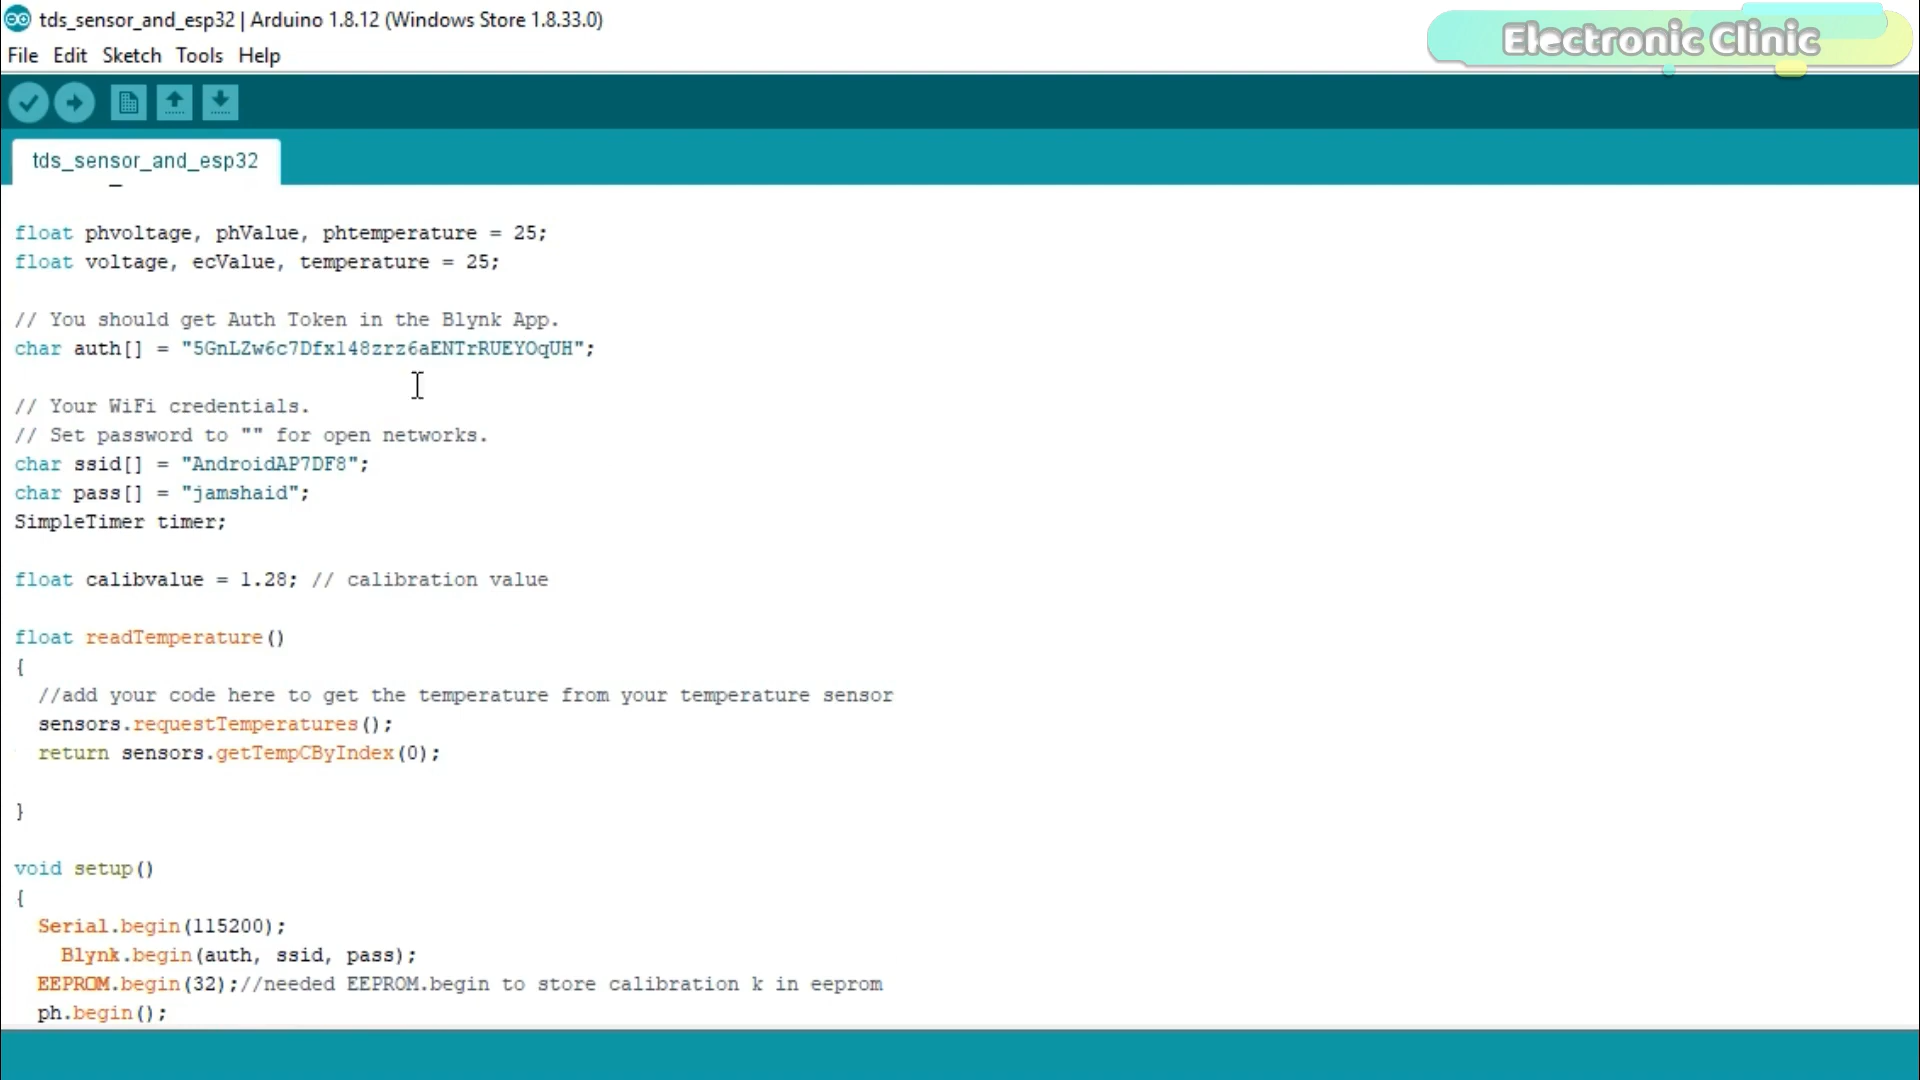 tds_sensor_and_esp32 | Arduino 1.8.12 (Windows Store 1.8.33.0)
Electronic Clinic
File Edit Sketch Tools Help
tds_sensor_and_esp32
float phvoltage, phValue, phtemperature = 25;
float voltage, ecValue, temperature = 25;
// You should get Auth Token in the Blynk App.
char auth[] = "5GnLZw6c7Dfxl48zrz6aENTrRUEYOqUH";
// Your WiFi credentials.
// Set password to "" for open networks.
char ssid[] = "AndroidAP7DF8";
char pass[] = "jamshaid";
SimpleTimer timer;
float calibvalue = 1.28; // calibration value
float readTemperature()
{
//add your code here to get the temperature from your temperature sensor
sensors.requestTemperatures();
return sensors.getTempCByIndex(0);
}
void setup()
{
Serial.begin(115200);
Blynk.begin(auth, ssid, pass);
EEPROM.begin(32);//needed EEPROM.begin to store calibration k in eeprom
ph.begin();